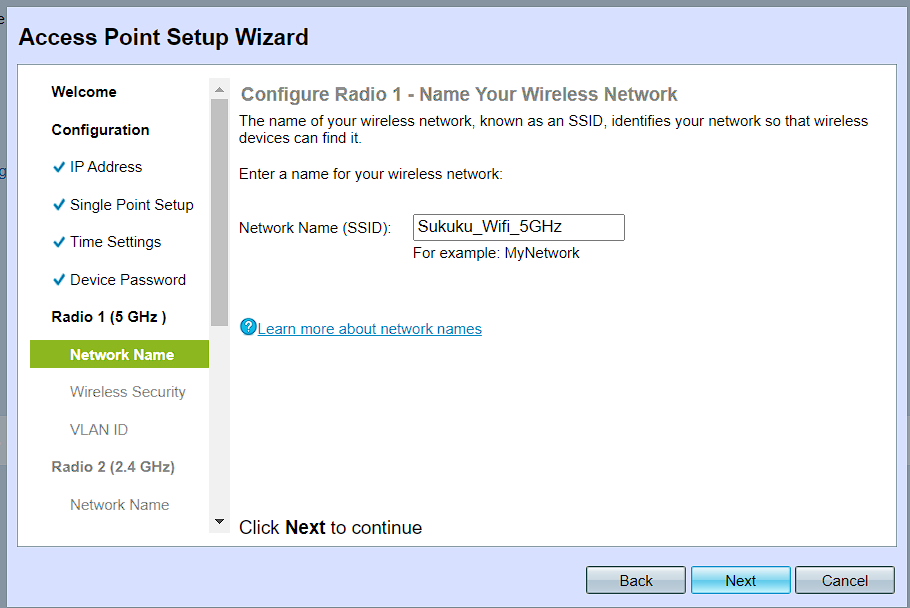 Access Point Setup Wizard
Welcome
Configuration
IP Address
Single Point Setup
Time Settings
Device Password
Radio 1 (5 GHz )
Network Name
Wireless Security
VLAN ID
Radio 2 (2.4 GHz)
Network Name
Configure Radio 1 - Name Your Wireless Network
The name of your wireless network, known as an SSID, identifies your network so that wireless
devices can find it.
Enter a name for your wireless network:
Network Name (SSID): Sukuku_Wifi_5GHz
For example: MyNetwork
?Learn more about network names
Click Next to continue
Back Next Cancel